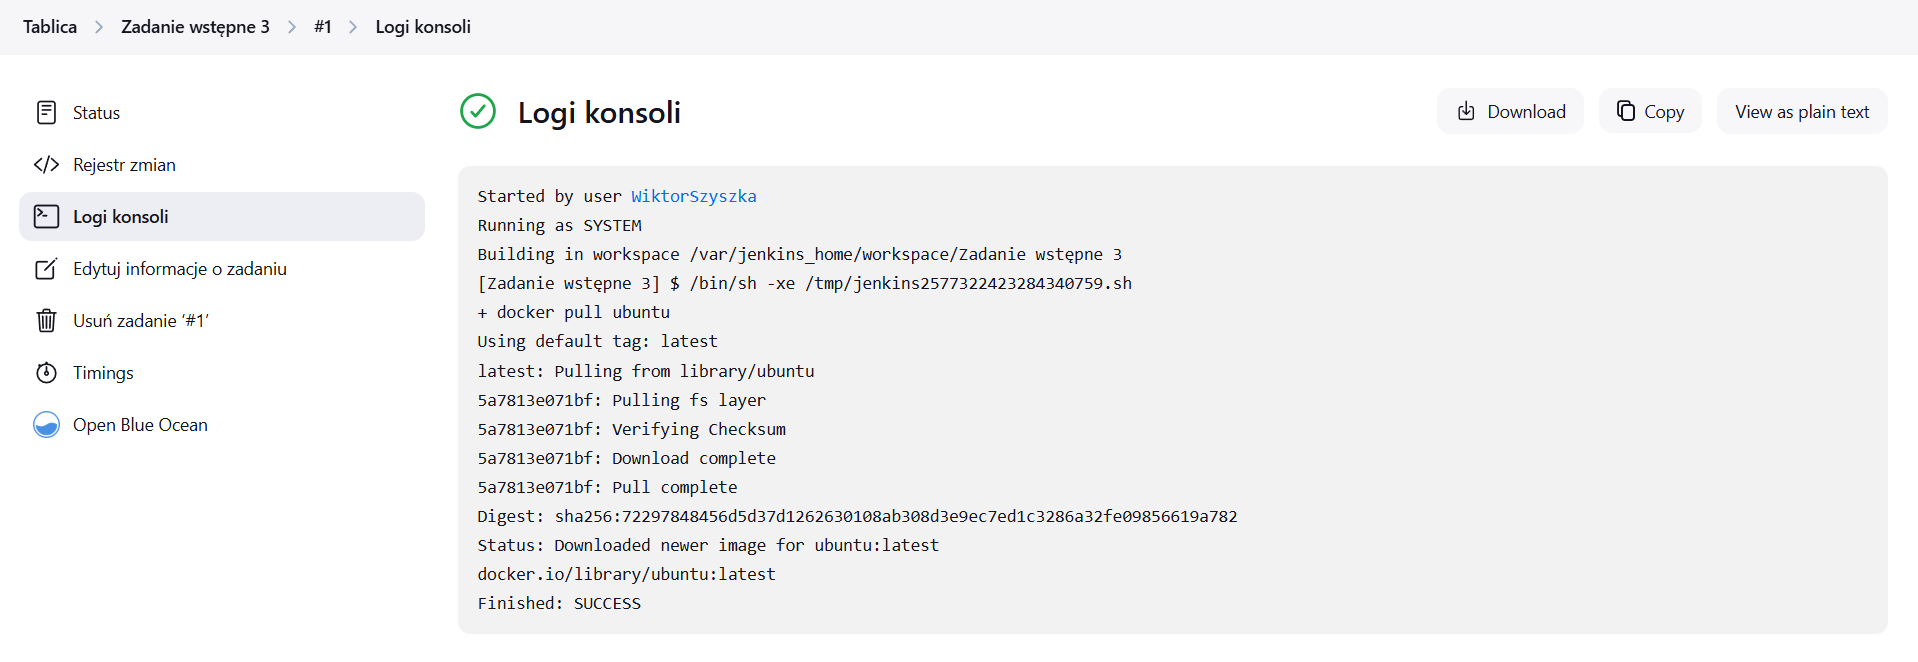 Tablica > Zadanie wstępne 3 > #1 > Logi konsoli
Status
Rejestr zmian
Logi konsoli
Edytuj informacje o zadaniu
Usuń zadanie ‘#1’
Timings
Open Blue Ocean
Logi konsoli
Download
Copy
View as plain text
Started by user WiktorSzyszka
Running as SYSTEM
Building in workspace /var/jenkins_home/workspace/Zadanie wstępne 3
[Zadanie wstępne 3] $ /bin/sh -xe /tmp/jenkins2577322423284340759.sh
+ docker pull ubuntu
Using default tag: latest
latest: Pulling from library/ubuntu
5a7813e071bf: Pulling fs layer
5a7813e071bf: Verifying Checksum
5a7813e071bf: Download complete
5a7813e071bf: Pull complete
Digest: sha256:72297848456d5d37d1262630108ab308d3e9ec7ed1c3286a32fe09856619a782
Status: Downloaded newer image for ubuntu:latest
docker.io/library/ubuntu:latest
Finished: SUCCESS